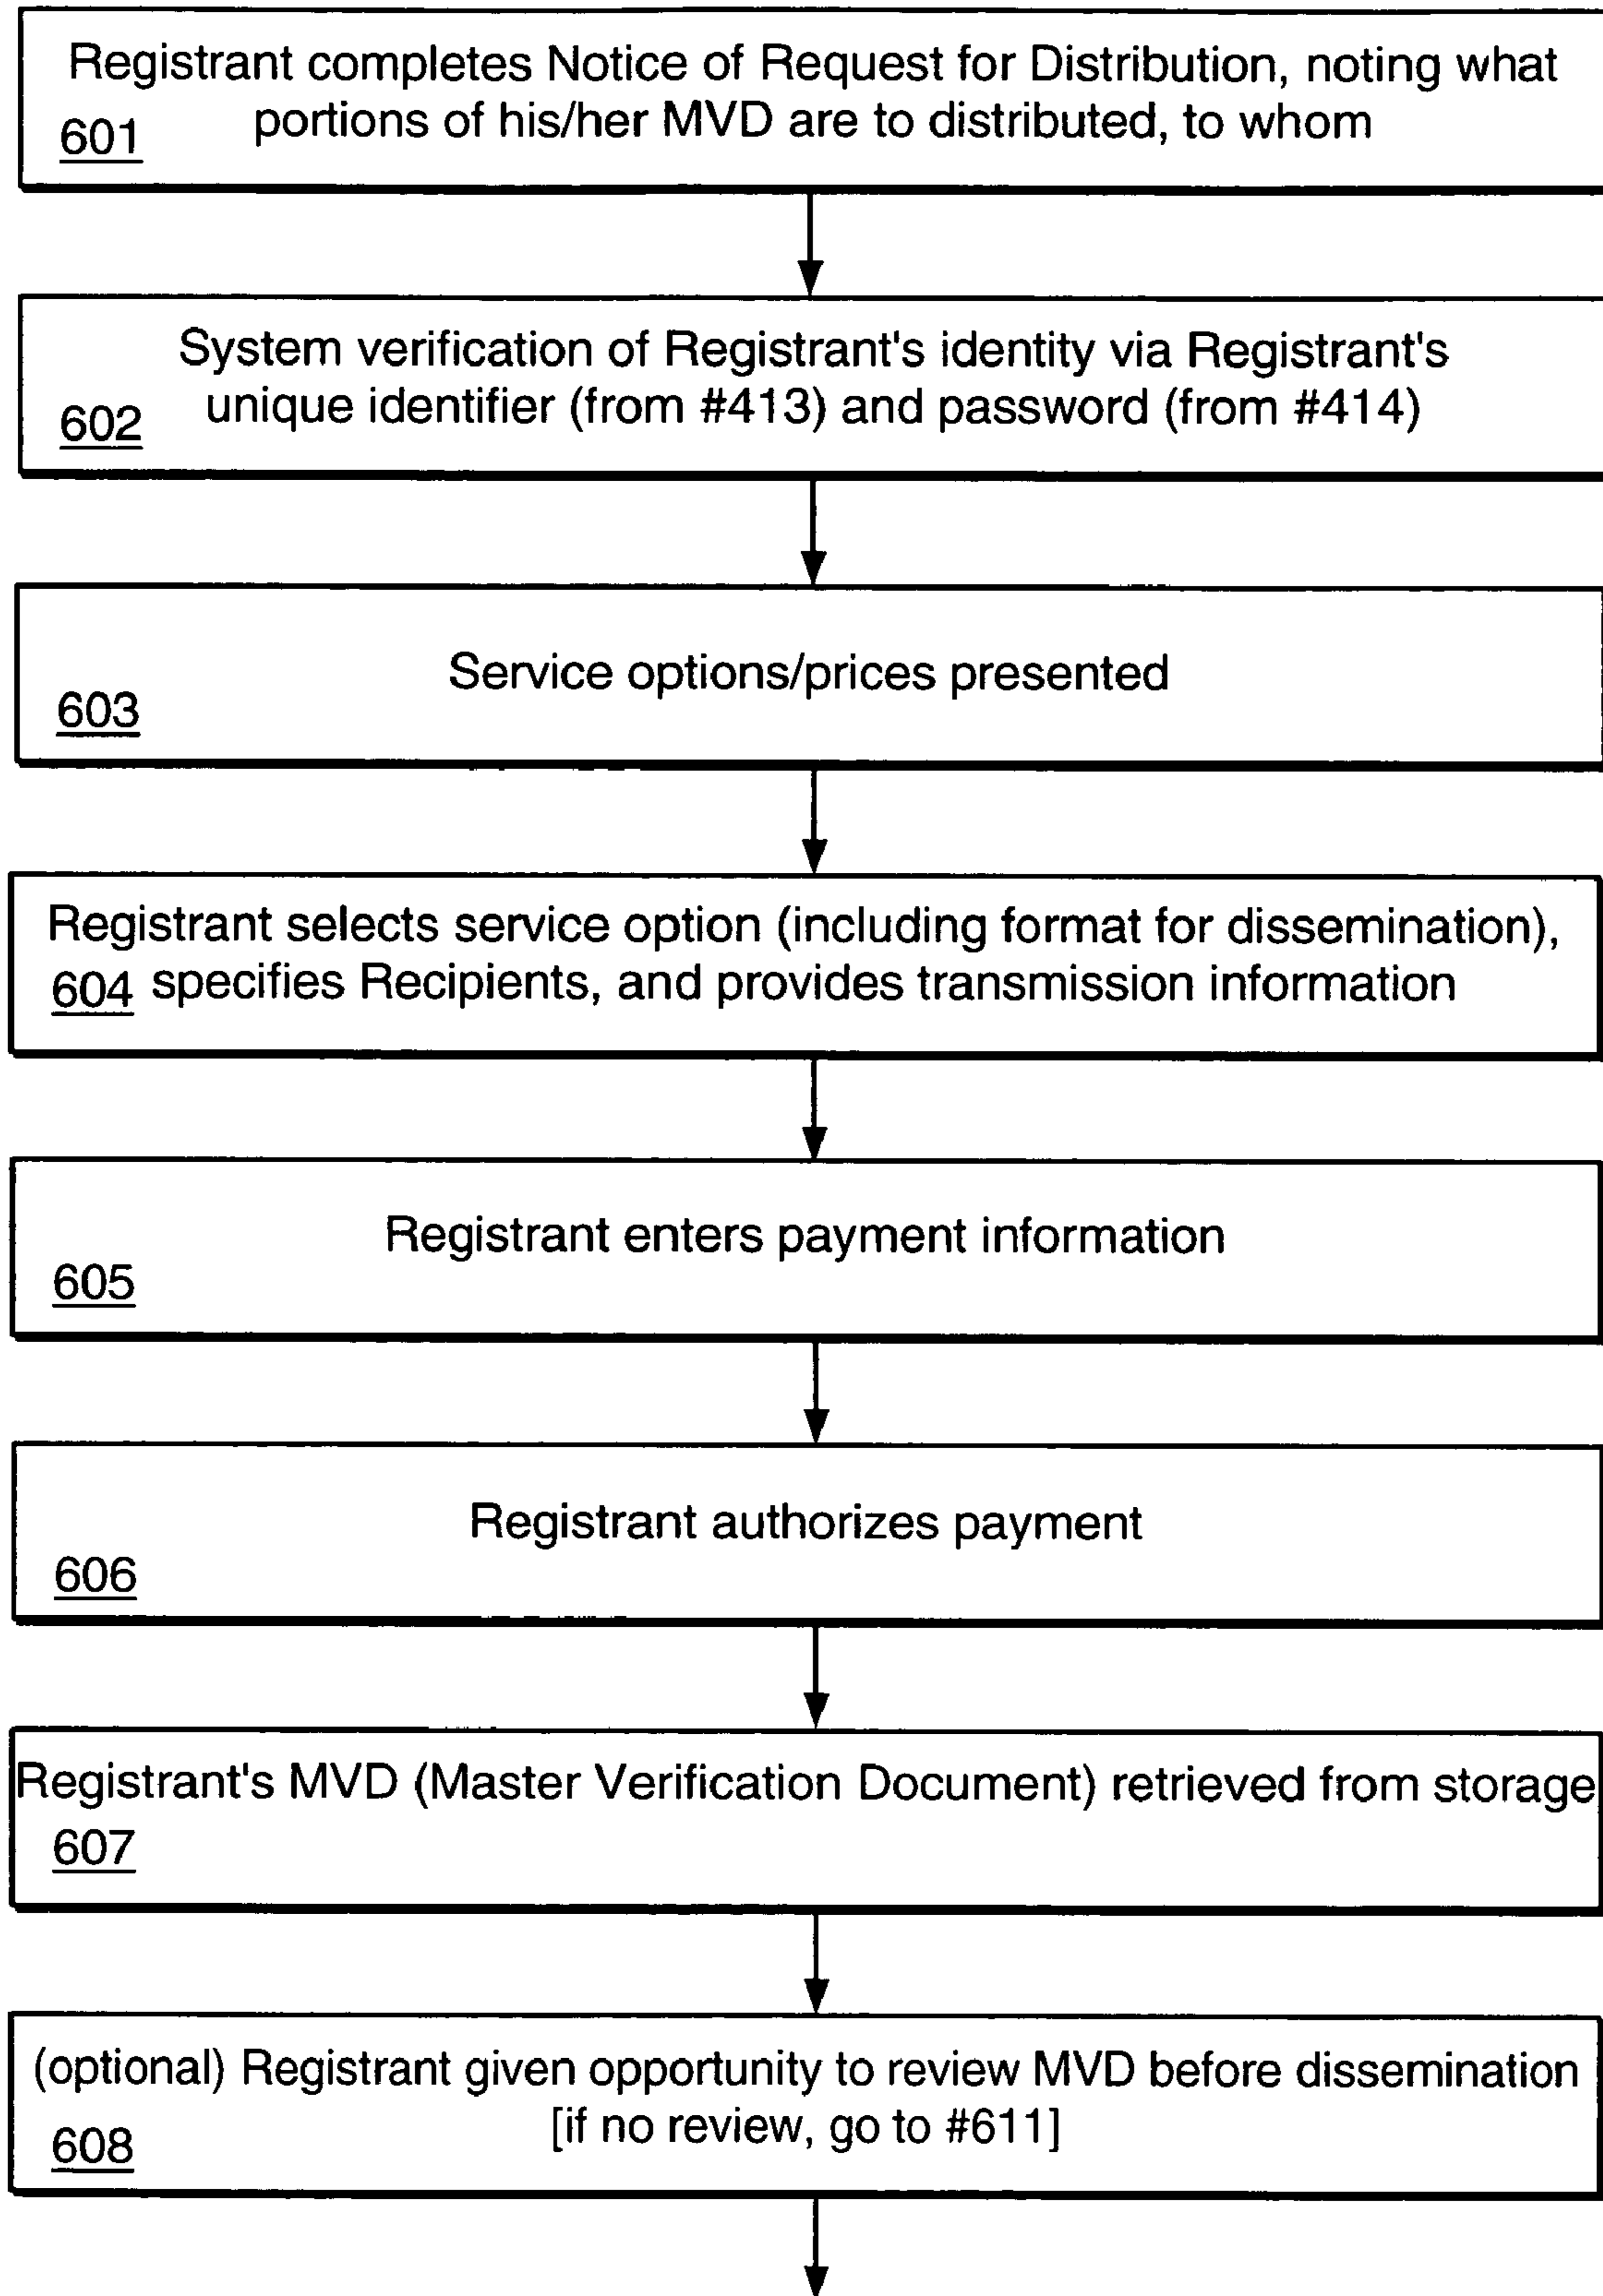 Registrant completes Notice of Request for Distribution, noting what
portions of his/her MVD are to distributed, to whom
601
System verification of Registrant's identity via Registrant's
unique identifier (from #413) and password (from #414)
602
Service options/prices presented
603
Registrant selects service option (including format for dissemination),
604 specifies Recipients, and provides transmission information
Registrant enters payment information
605
Registrant authorizes payment
606
Registrant's MVD (Master Verification Document) retrieved from storage
607
(optional) Registrant given opportunity to review MVD before dissemination
[if no review, go to #611]
608